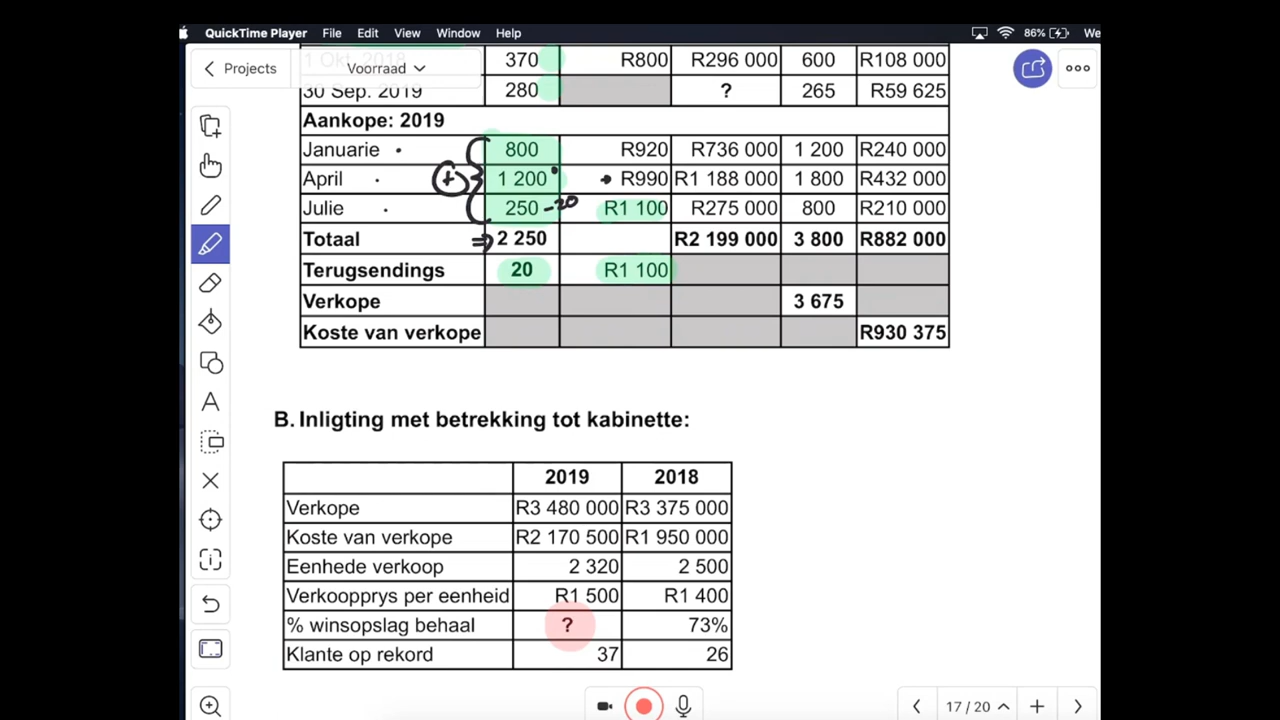 QuickTime Player File Edit View Window Help 86% We
Projects Voorraad
1 Okt. 2018 370 R800 R296 000 600 R108 000
30 Sep. 2019 280 ? 265 R59 625
Aankope: 2019
Januarie 800 R920 R736 000 1 200 R240 000
April + 1 200 R990 R1 188 000 1 800 R432 000
Julie 250 -20 R1 100 R275 000 800 R210 000
Totaal ⇒ 2 250 R2 199 000 3 800 R882 000
Terugsendings 20 R1 100
Verkope 3 675
Koste van verkope R930 375
B. Inligting met betrekking tot kabinette:
2019 2018
Verkope R3 480 000 R3 375 000
Koste van verkope R2 170 500 R1 950 000
Eenhede verkoop 2 320 2 500
Verkoopprys per eenheid R1 500 R1 400
% winsopslag behaal ? 73%
Klante op rekord 37 26
17 / 20